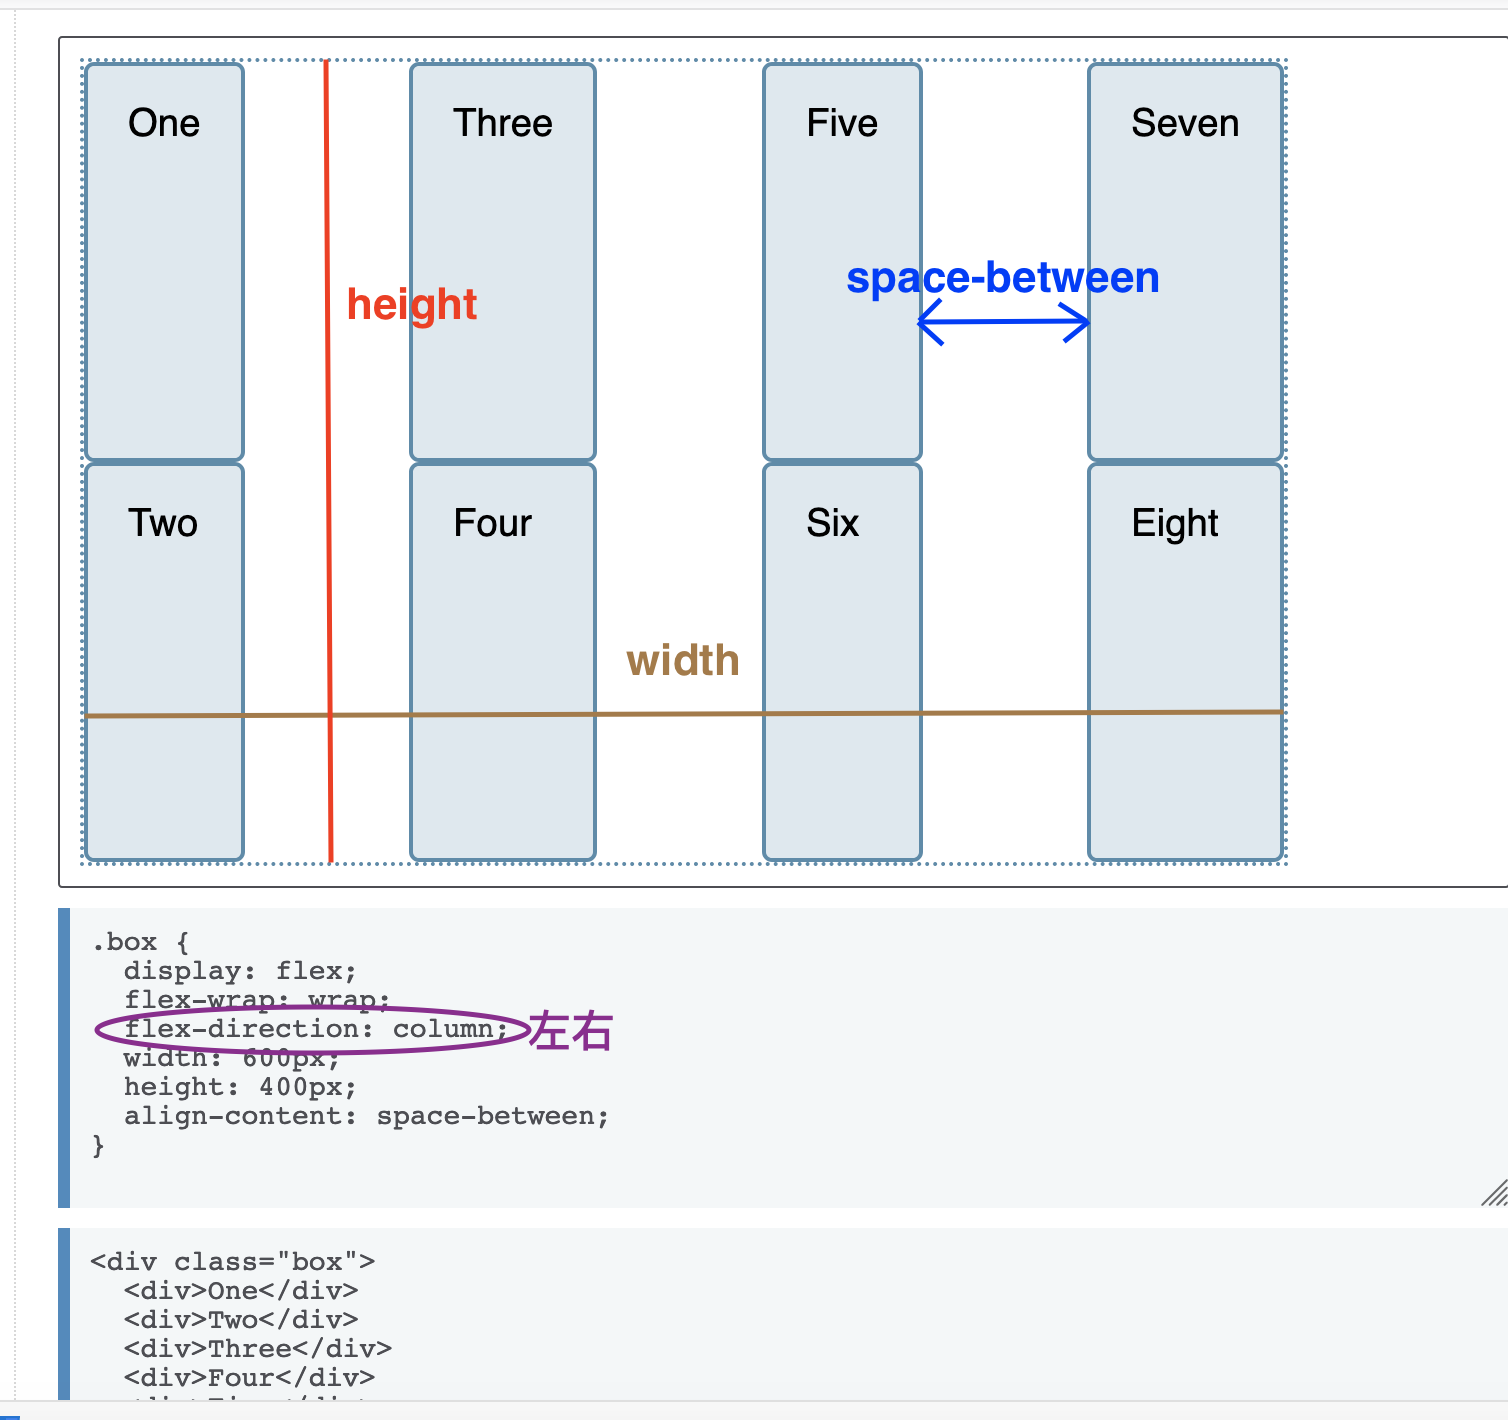 One Three Five Seven
space-between
height
Two Four Six Eight
width
.box {
display: flex;
flex-wrap: wrap;
flex-direction: column; 左右
width: 600px;
height: 400px;
align-content: space-between;
}
<div class="box">
<div>One</div>
<div>Two</div>
<div>Three</div>
<div>Four</div>